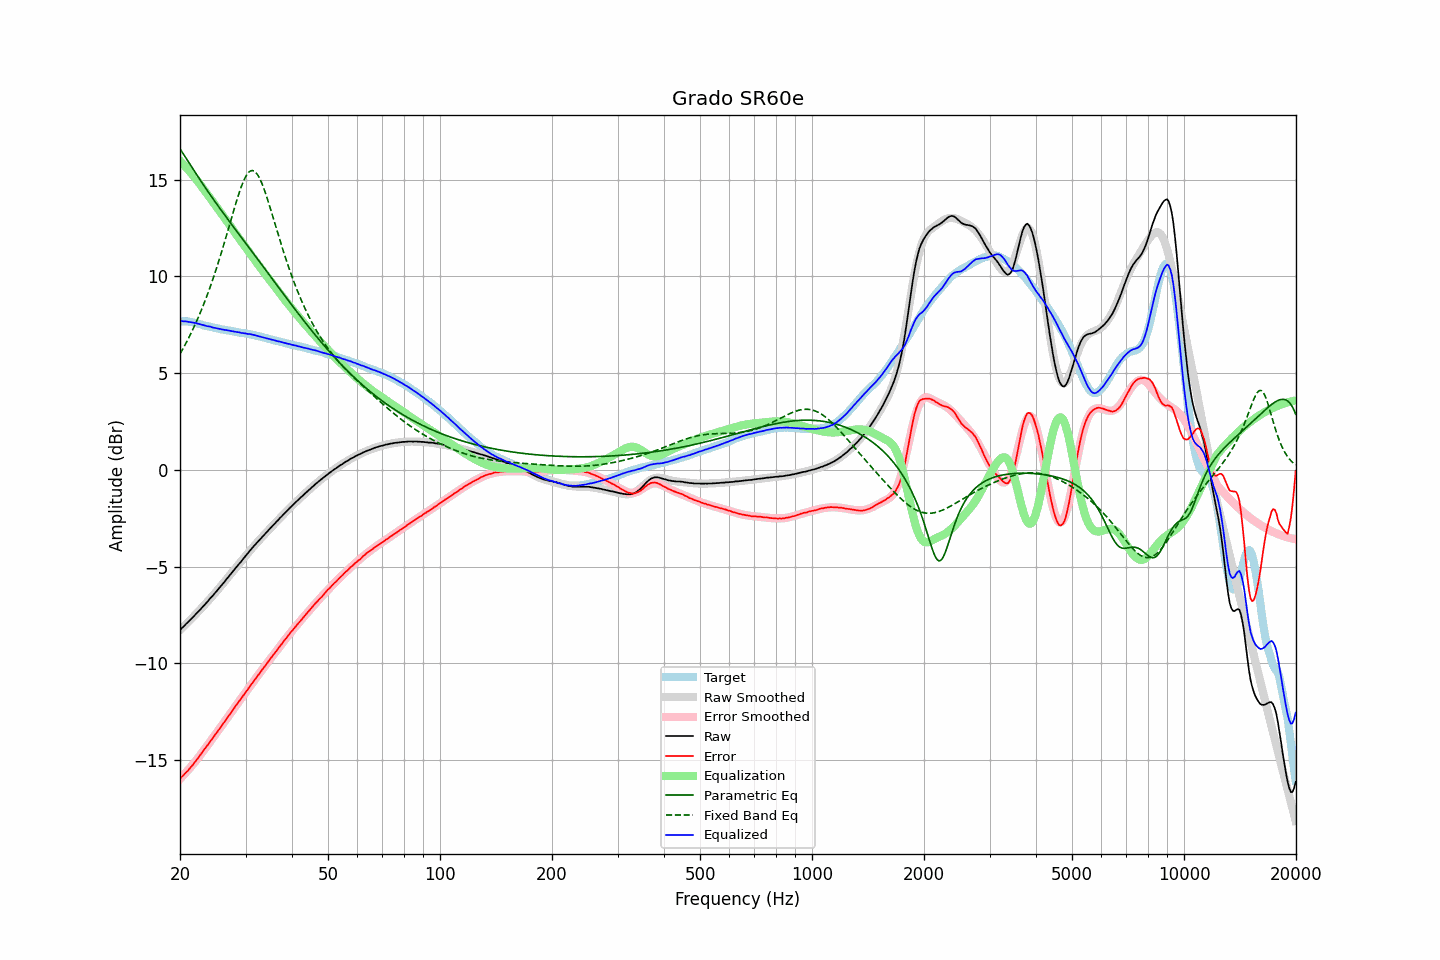 Grado SR60e
Amplitude (dBr)
15
10
5
0
−5
−10
−15
Target
Raw Smoothed
Error Smoothed
Raw
Error
Equalization
Parametric Eq
Fixed Band Eq
Equalized
20 50 100 200 500 1000 2000 5000 10000 20000
Frequency (Hz)